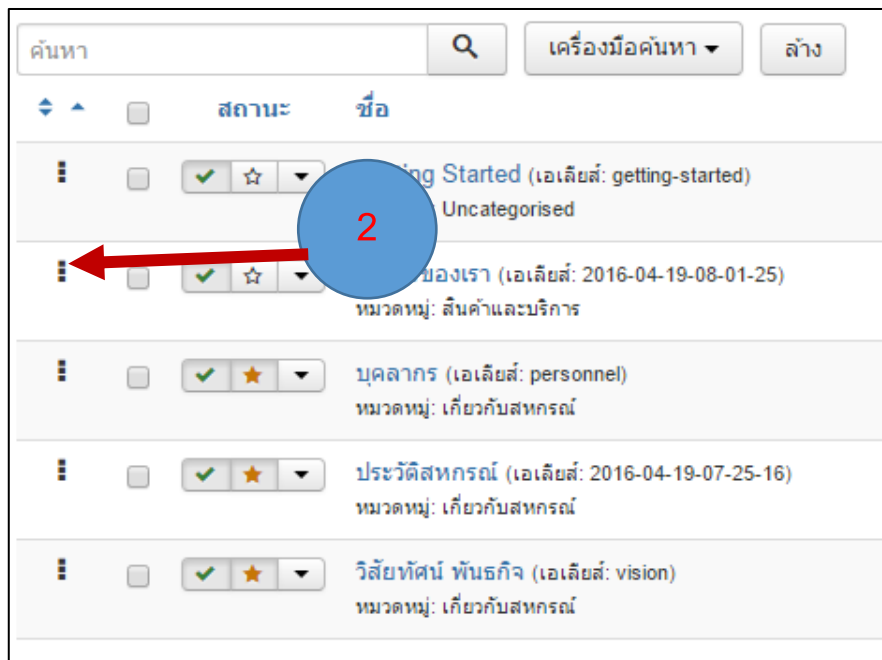 ค้นหา เครื่องมือค้นหา ล้าง
สถานะ ชื่อ
Started (เอเลียส์: getting-started)
Uncategorised
2
ของเรา (เอเลียส์: 2016-04-19-08-01-25)
หมวดหมู่: สินค้าและบริการ
บุคลากร (เอเลียส์: personnel)
หมวดหมู่: เกี่ยวกับสหกรณ์
ประวัติสหกรณ์ (เอเลียส์: 2016-04-19-07-25-16)
หมวดหมู่: เกี่ยวกับสหกรณ์
วิสัยทัศน์ พันธกิจ (เอเลียส์: vision)
หมวดหมู่: เกี่ยวกับสหกรณ์